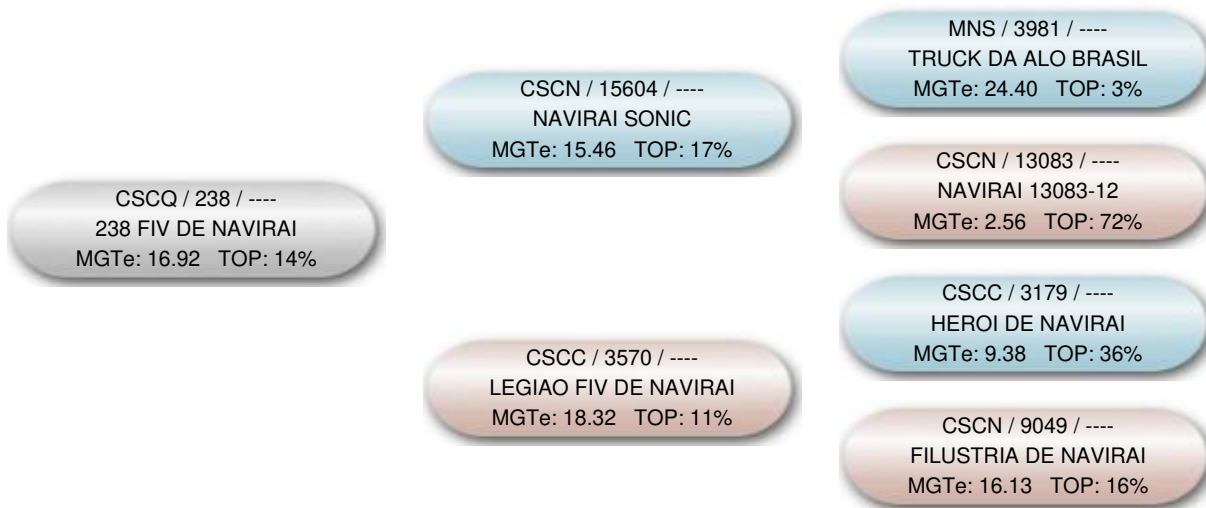 MNS / 3981 / ----
TRUCK DA ALO BRASIL
MGTe: 24.40 TOP: 3%
CSCN / 15604 / ----
NAVIRAI SONIC
MGTe: 15.46 TOP: 17%
CSCN / 13083 / ----
NAVIRAI 13083-12
MGTe: 2.56 TOP: 72%
CSCQ / 238 / ----
238 FIV DE NAVIRAI
MGTe: 16.92 TOP: 14%
CSCC / 3179 / ----
HEROI DE NAVIRAI
MGTe: 9.38 TOP: 36%
CSCC / 3570 / ----
LEGIAO FIV DE NAVIRAI
MGTe: 18.32 TOP: 11%
CSCN / 9049 / ----
FILUSTRIA DE NAVIRAI
MGTe: 16.13 TOP: 16%